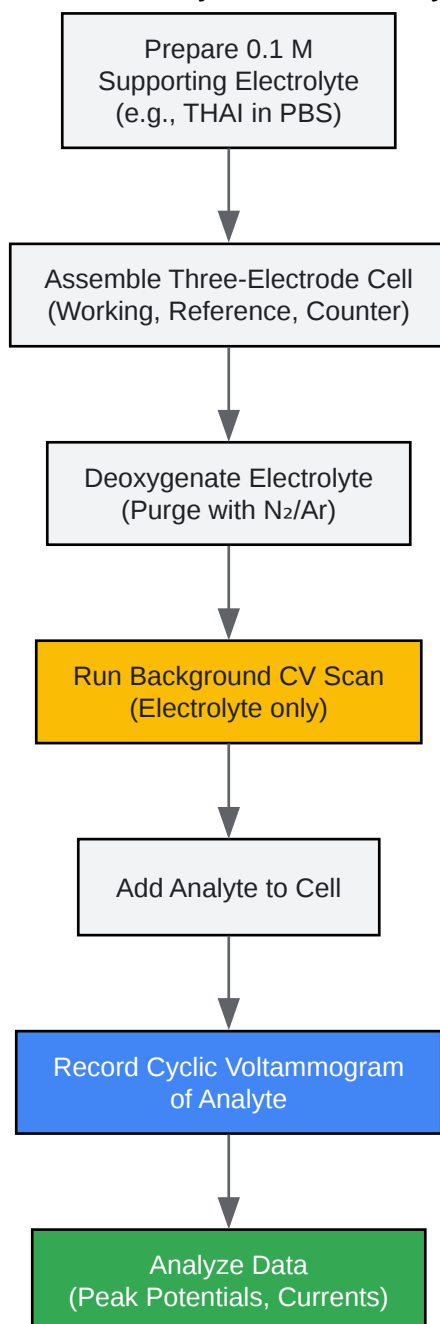 Prepare 0.1 M
Supporting Electrolyte
(e.g., THAI in PBS)
Assemble Three-Electrode Cell
(Working, Reference, Counter)
Deoxygenate Electrolyte
(Purge with N₂/Ar)
Run Background CV Scan
(Electrolyte only)
Add Analyte to Cell
Record Cyclic Voltammogram
of Analyte
Analyze Data
(Peak Potentials, Currents)